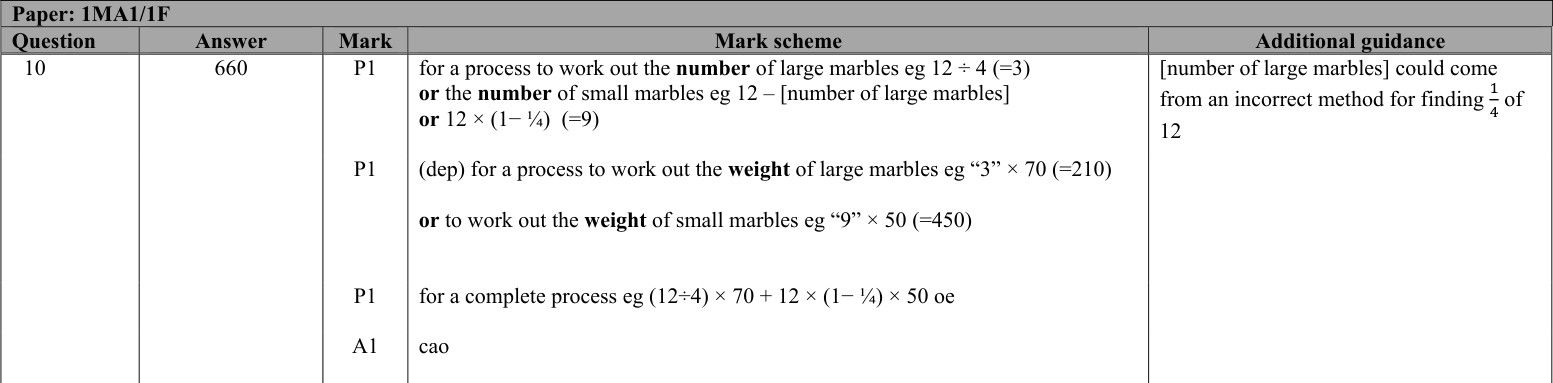 Paper: 1MA1/1F
Question Answer Mark Mark scheme Additional guidance
10 660 P1 for a process to work out the number of large marbles eg 12 ÷ 4 (=3) [number of large marbles] could come
or the number of small marbles eg 12 – [number of large marbles] from an incorrect method for finding 1/4 of
or 12 × (1− ¼) (=9) 12
P1 (dep) for a process to work out the weight of large marbles eg “3” × 70 (=210)
or to work out the weight of small marbles eg “9” × 50 (=450)
P1 for a complete process eg (12÷4) × 70 + 12 × (1− ¼) × 50 oe
A1 cao